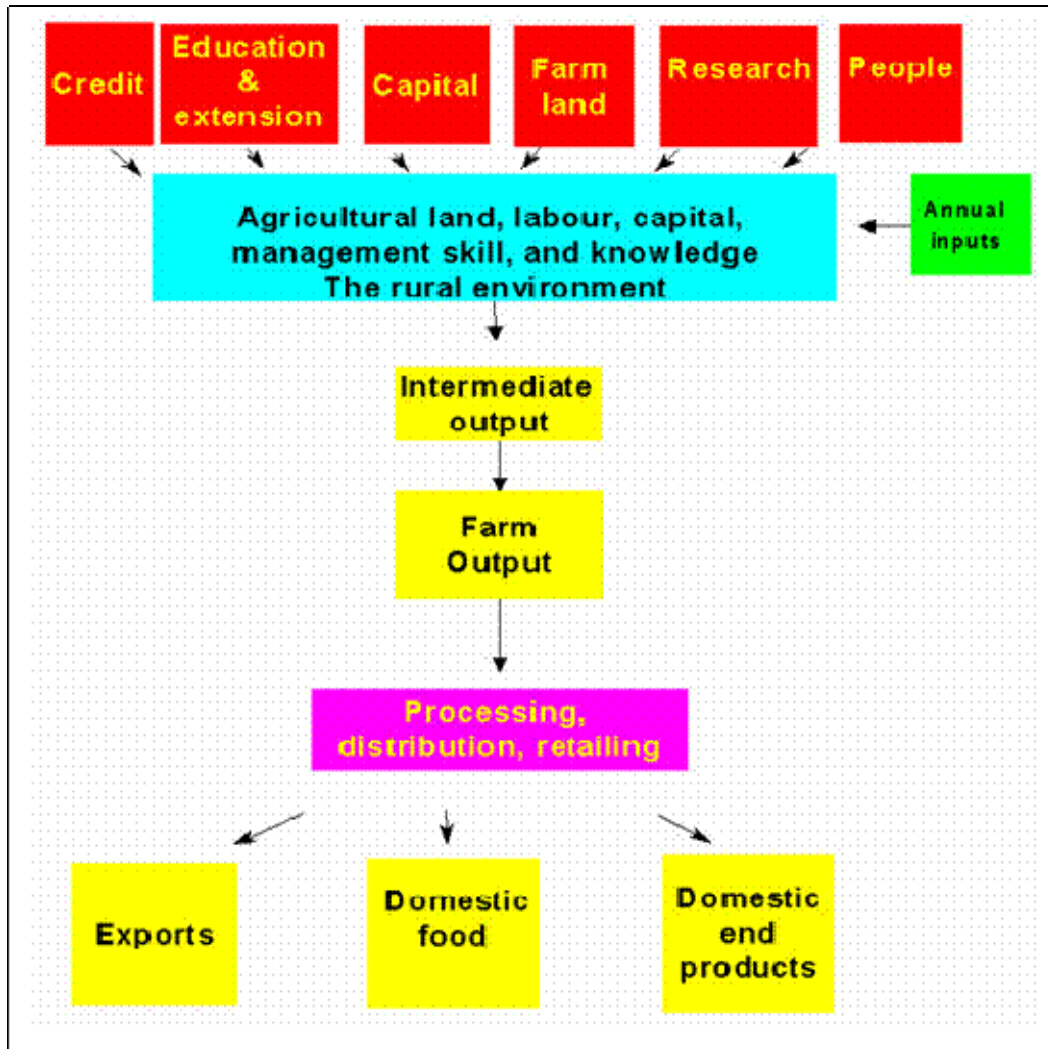 Credit
Education
&
extension
Capital
Farm
land
Research
People
Agricultural land, labour, capital,
management skill, and knowledge
The rural environment
Annual
inputs
Intermediate
output
Farm
Output
Processing,
distribution, retailing
Exports
Domestic
food
Domestic
end
products